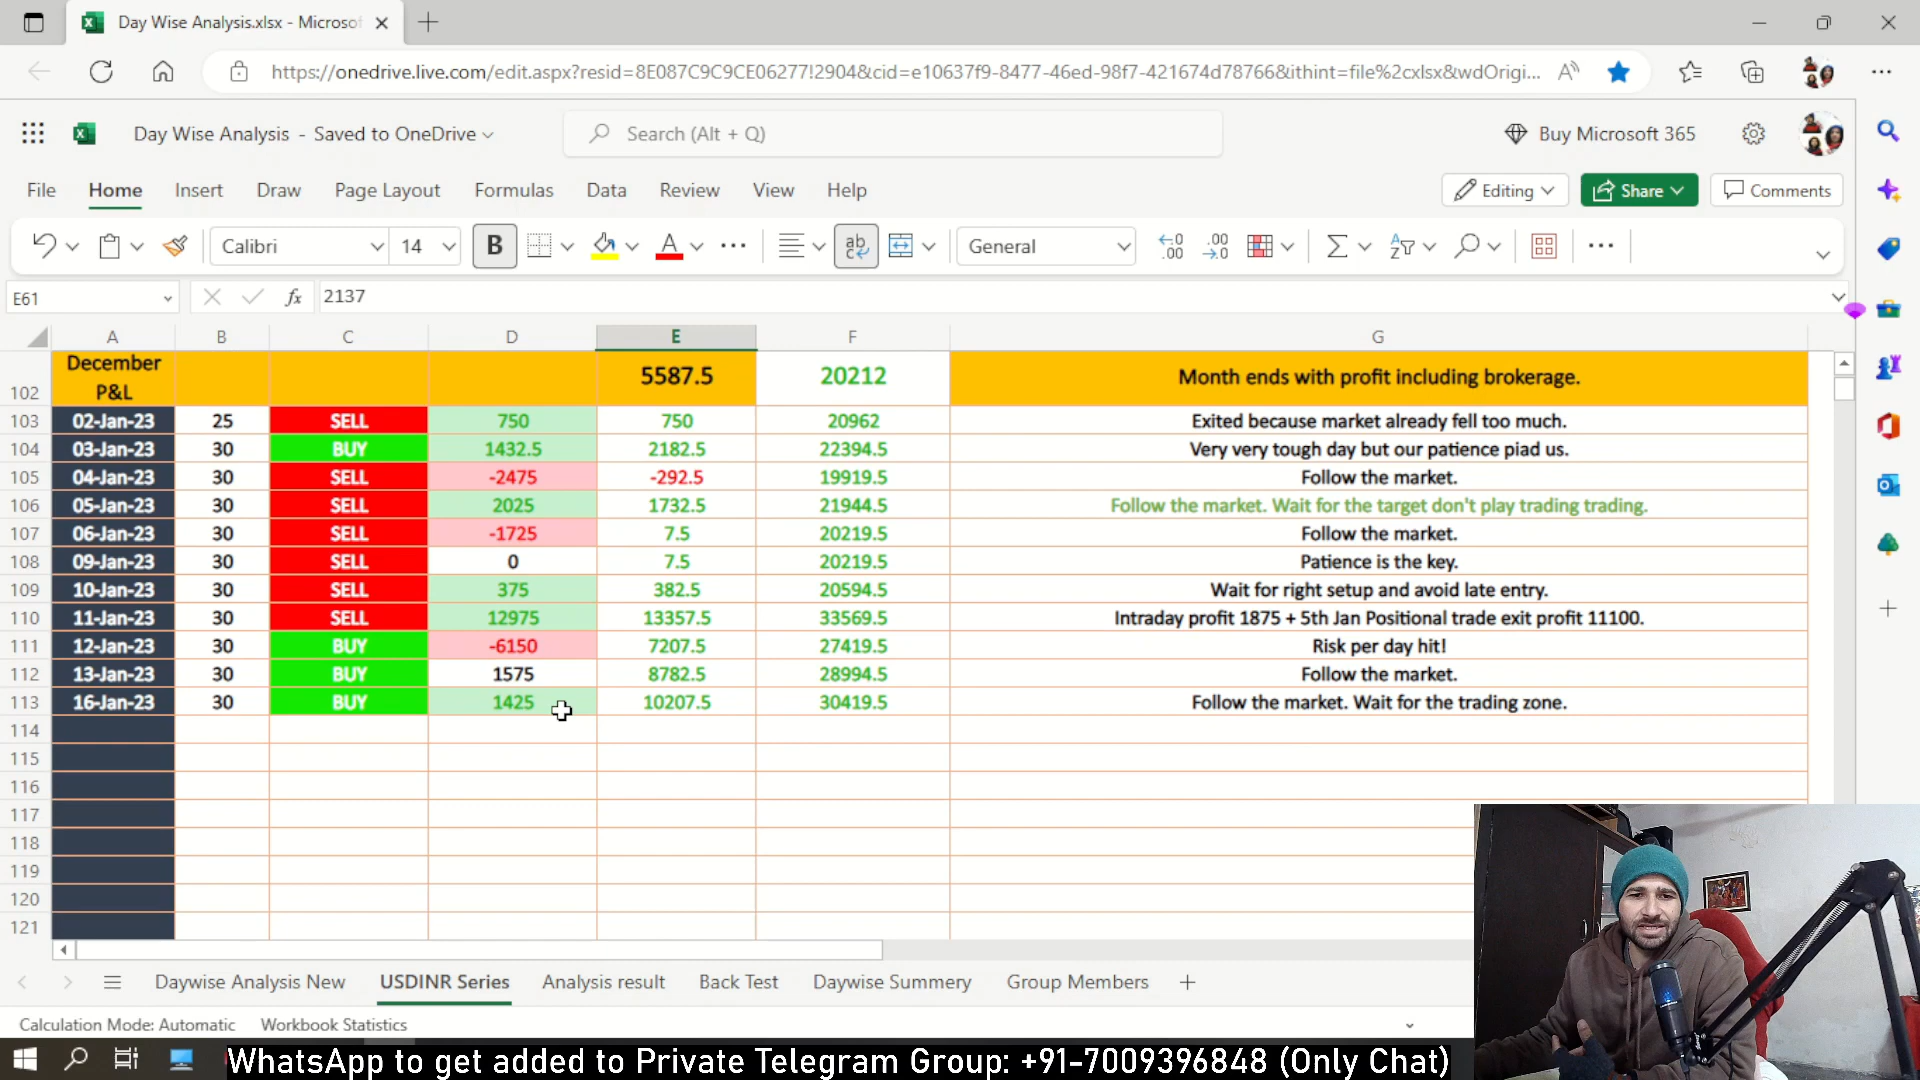 Day Wise Analysis.xlsx - Microsof
https://onedrive.live.com/edit.aspx?resid=8E087C9C9CE06277!2904&cid=e10637f9-8477-46ed-98f7-421674d78766&ithint=file%2cxlsx&wdOrigi...
Day Wise Analysis - Saved to OneDrive
Search (Alt + Q)
Buy Microsoft 365
File Home Insert Draw Page Layout Formulas Data Review View Help
Editing Share Comments
Calibri 14 B General
E61 fx 2137
A B C D E F G
102 December P&L 5587.5 20212 Month ends with profit including brokerage.
103 02-Jan-23 25 SELL 750 750 20962 Exited because market already fell too much.
104 03-Jan-23 30 BUY 1432.5 2182.5 22394.5 Very very tough day but our patience piad us.
105 04-Jan-23 30 SELL -2475 -292.5 19919.5 Follow the market.
106 05-Jan-23 30 SELL 2025 1732.5 21944.5 Follow the market. Wait for the target don't play trading trading.
107 06-Jan-23 30 SELL -1725 7.5 20219.5 Follow the market.
108 09-Jan-23 30 SELL 0 7.5 20219.5 Patience is the key.
109 10-Jan-23 30 SELL 375 382.5 20594.5 Wait for right setup and avoid late entry.
110 11-Jan-23 30 SELL 12975 13357.5 33569.5 Intraday profit 1875 + 5th Jan Positional trade exit profit 11100.
111 12-Jan-23 30 BUY -6150 7207.5 27419.5 Risk per day hit!
112 13-Jan-23 30 BUY 1575 8782.5 28994.5 Follow the market.
113 16-Jan-23 30 BUY 1425 10207.5 30419.5 Follow the market. Wait for the trading zone.
114
115
116
117
118
119
120
121
Daywise Analysis New USDINR Series Analysis result Back Test Daywise Summary Group Members
Calculation Mode: Automatic Workbook Statistics
WhatsApp to get added to Private Telegram Group: +91-7009396848 (Only Chat)